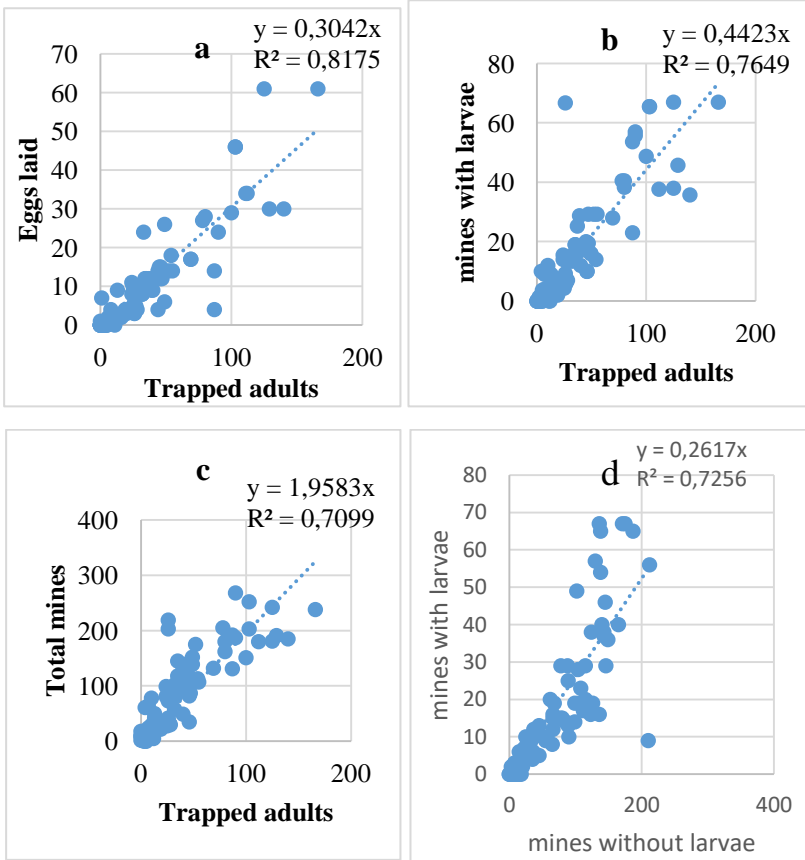 a
y = 0,3042x
R² = 0,8175
70
60
50
40
30
20
10
0
0
100
200
Eggs laid
Trapped adults
b
y = 0,4423x
R² = 0,7649
80
60
40
20
0
0
100
200
mines with larvae
Trapped adults
c
y = 1,9583x
R² = 0,7099
400
300
200
100
0
0
100
200
Total mines
Trapped adults
d
y = 0,2617x
R² = 0,7256
80
70
60
50
40
30
20
10
0
0
200
400
mines with larvae
mines without larvae